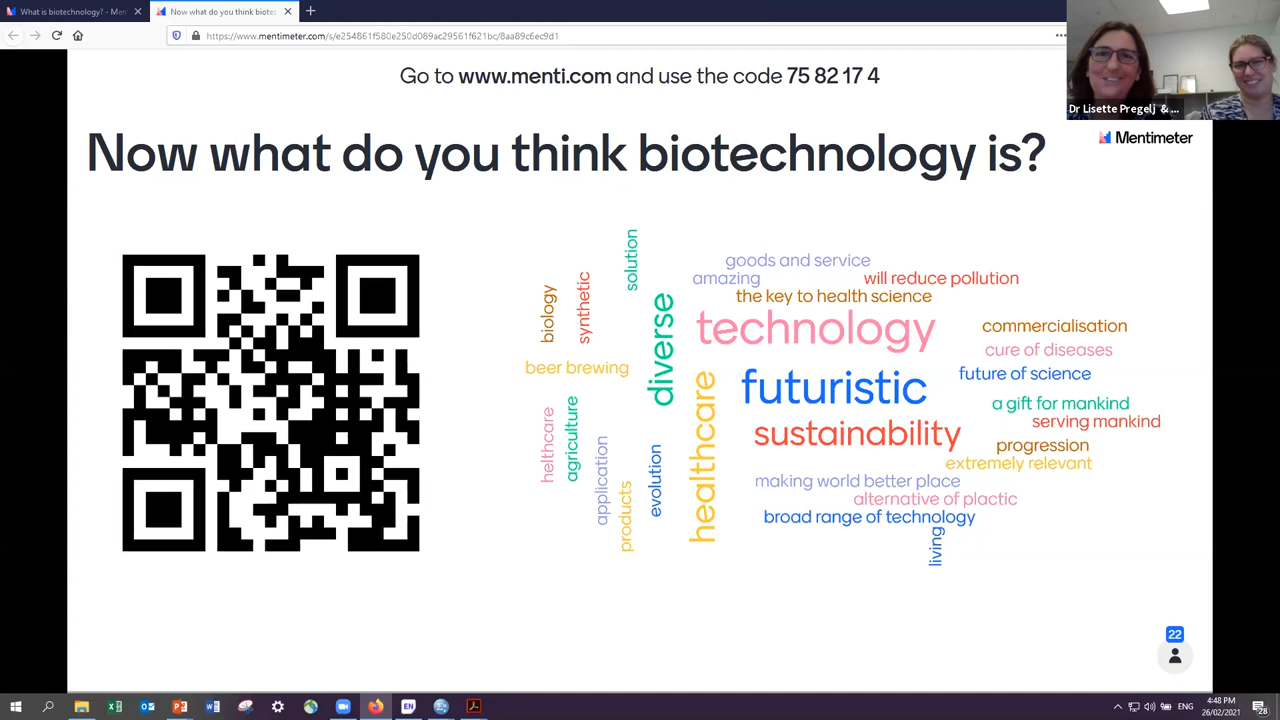 What is biotechnology? - Men
Now what do you think biotechn
https://www.mentimeter.com/s/e254861f580e250d089ac29561f621bc/8aa89c6ec9d1
Dr Lisette Pregelj & ...
Go to www.menti.com and use the code 75 82 17 4
Mentimeter
Now what do you think biotechnology is?
solution
goods and service
amazing
will reduce pollution
biology
synthetic
the key to health science
diverse
technology
commercialisation
cure of diseases
beer brewing
futuristic
future of science
healthcare
a gift for mankind
helthcare
agriculture
serving mankind
sustainability
progression
application
evolution
extremely relevant
products
making world better place
alternative of plactic
broad range of technology
living
22
EN
ENG
4:48 PM
26/02/2021
28